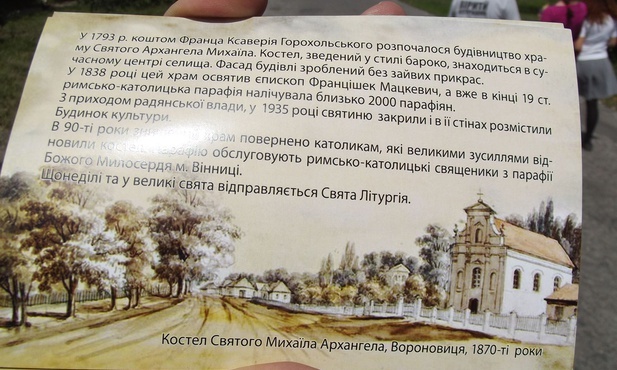 У 1793 р. коштом Франца Ксаверія Горохольського розпочалося будівництво хра-
му Святого Архангела Михаїла. Костел, зведений у стилі бароко, знаходиться в су-
часному центрі селища. Фасад будівлі зроблений без зайвих прикрас.
У 1838 році цей храм освятив єпископ Францішек Мацкевич, а вже в кінці 19 ст.
римсько-католицька парафія налічувала близько 2000 парафіян.
З приходом радянської влади, у 1935 році святиню закрили і в її стінах розмістили
Будинок культури.
В 90-ті роки храм повернено католикам, які великими зусиллями від-
новили обслуговують римсько-католицькі священики з парафії
Божого Милосердя м. Вінниці.
Щонеділі та у великі свята відправляється Свята Літургія.
Костел Святого Михаїла Архангела, Вороновиця, 1870-ті роки